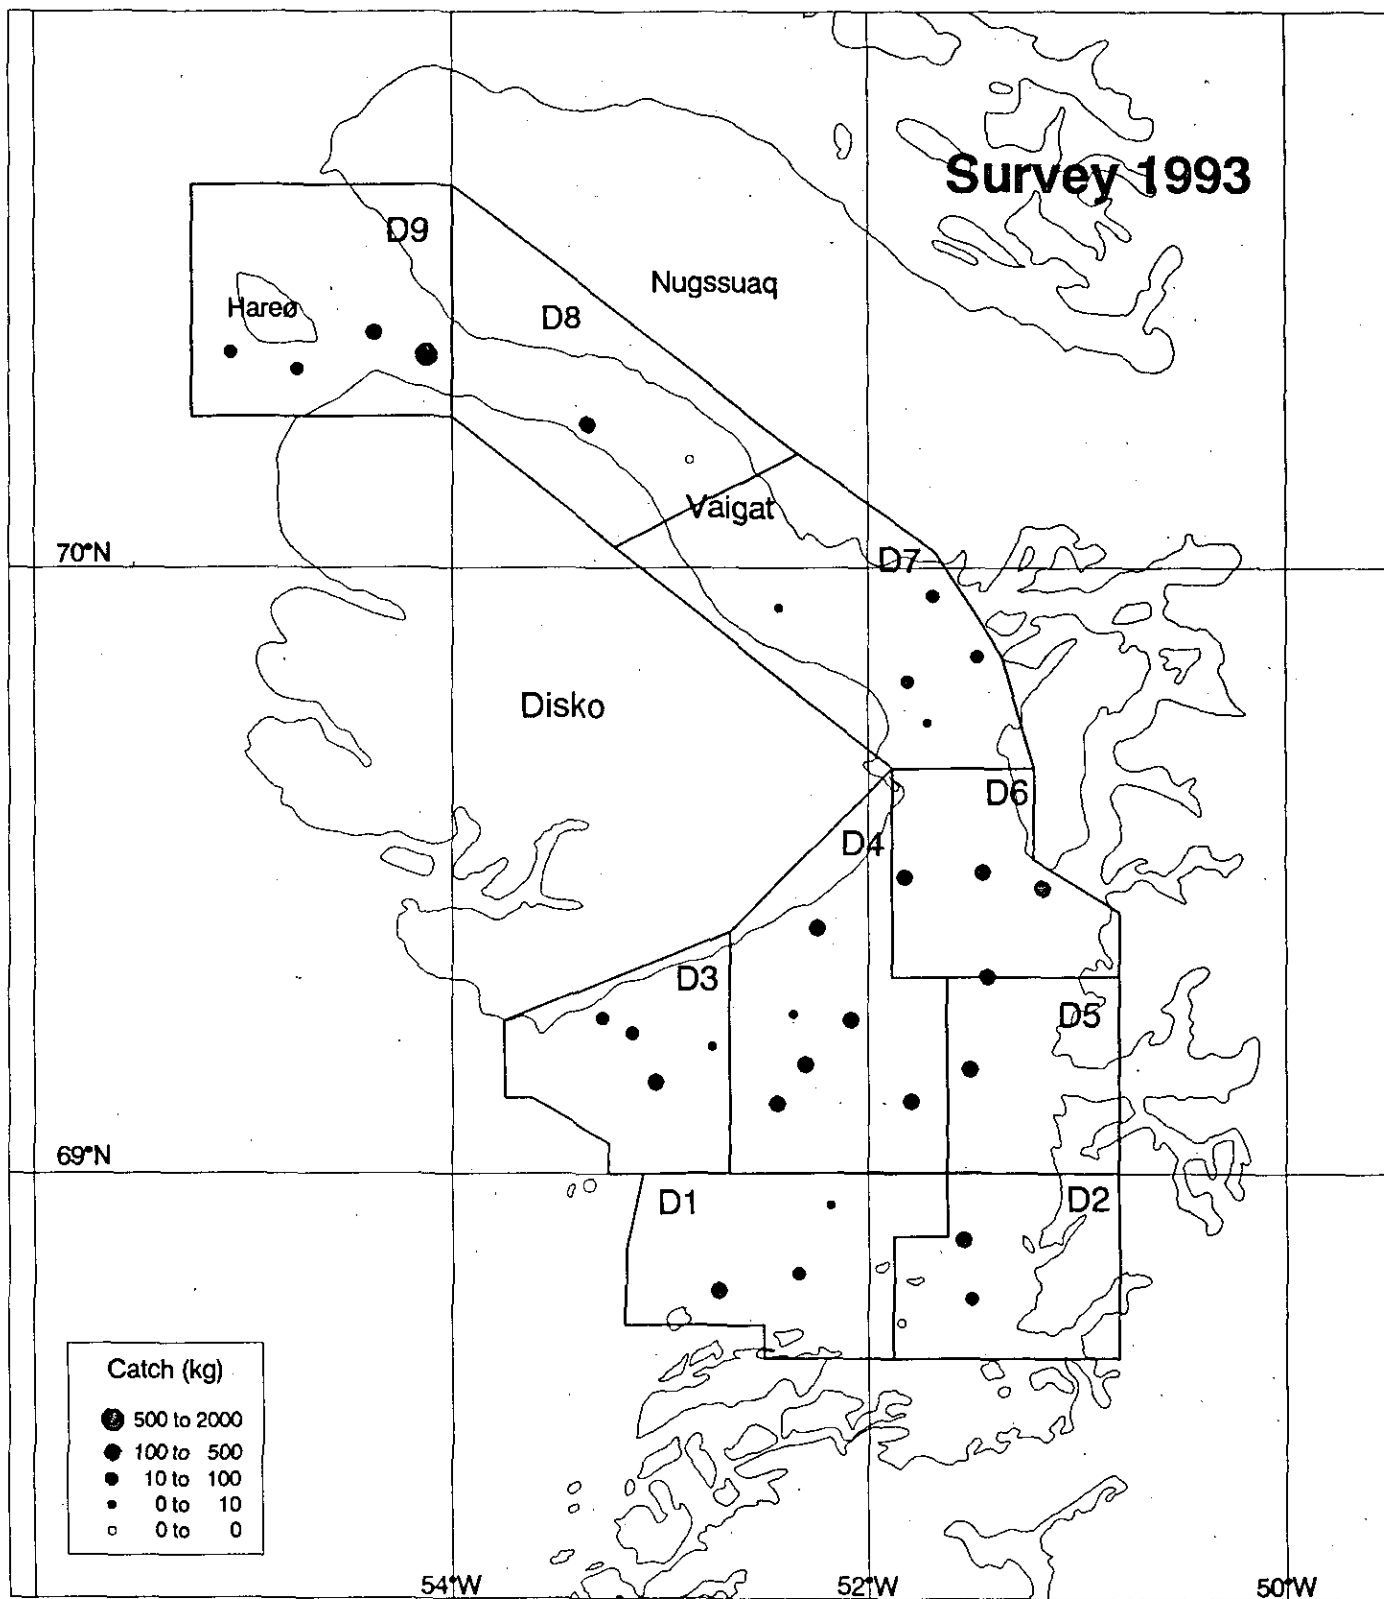 Survey 1993
D9
Nugssuaq
Hareø
D8
Vaigat
70°N
D7
Disko
D6
D4
D3
D5
69°N
D1
D2
Catch (kg)
500 to 2000
100 to 500
10 to 100
0 to 10
0 to 0
54°W
52°W
50°W